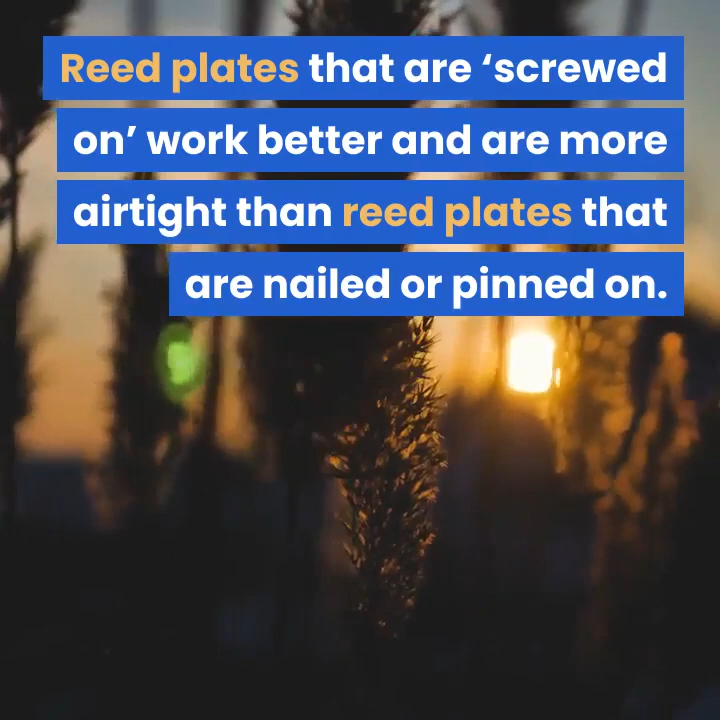 Reed plates that are ‘screwed
on’ work better and are more
airtight than reed plates that
are nailed or pinned on.